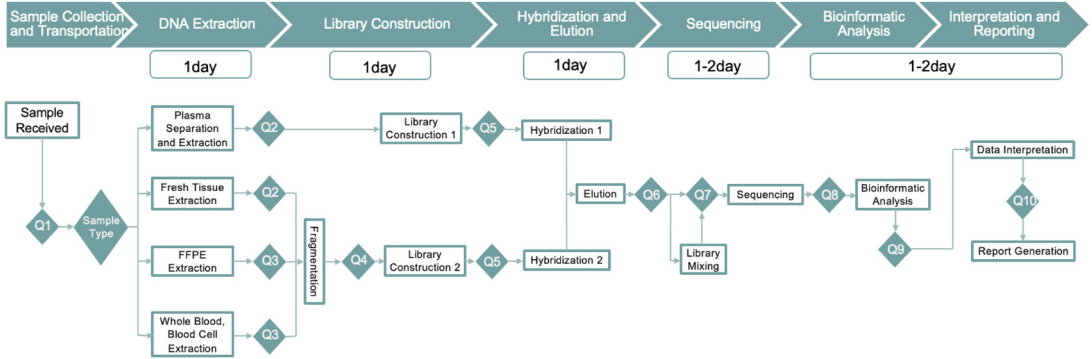 Sample Collection
and Transportation
DNA Extraction
Library Construction
Hybridization and
Elution
Sequencing
Bioinformatic
Analysis
Interpretation and
Reporting
1day
1day
1day
1-2day
1-2day
Sample
Received
Q1
Sample
Type
Plasma
Separation
and Extraction
Q2
Library
Construction 1
Q5
Hybridization 1
Fresh Tissue
Extraction
Q2
FFPE
Extraction
Q3
Whole Blood,
Blood Cell
Extraction
Q3
Fragmentation
Q4
Library
Construction 2
Q5
Hybridization 2
Elution
Q6
Q7
Library
Mixing
Sequencing
Q8
Bioinformatic
Analysis
Q9
Data Interpretation
Q10
Report Generation